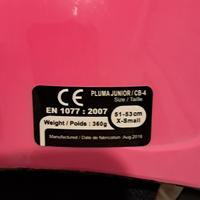 CE
PLUMA JUNIOR / CB-4
Size / Taille
EN 1077 : 2007
51-53cm
X-Small
Weight / Poids : 360g
Manufactured / Date de fabrication :Aug.2016